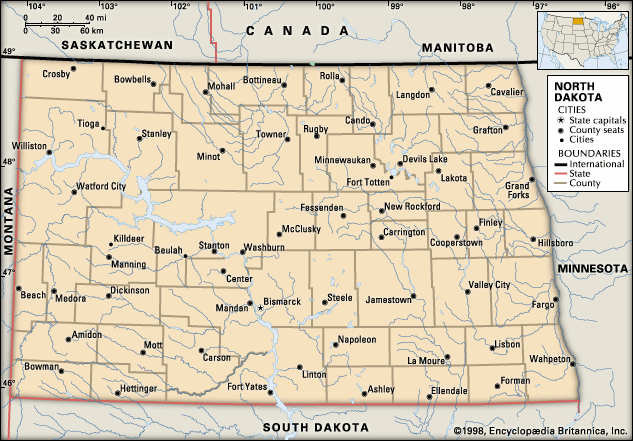 104° 103° 102° 101° 100° 99° 98° 97° 96°
0 20 40 mi
0 30 60 km
CANADA
SASKATCHEWAN
MANITOBA
49°
48°
47°
46°
MONTANA
MINNESOTA
SOUTH DAKOTA
Crosby
Bowbells
Mohall
Bottineau
Rolla
Langdon
Cavalier
Tioga
Stanley
Minot
Towner
Rugby
Cando
Grafton
Williston
Minnewaukan
Devils Lake
Fort Totten
Lakota
Grand
Forks
Watford City
Fessenden
New Rockford
McClusky
Carrington
Finley
Cooperstown
Hillsboro
Killdeer
Manning
Beulah
Stanton
Washburn
Center
Beach
Medora
Dickinson
Mandan
Bismarck
Steele
Jamestown
Valley City
Fargo
Amidon
Mott
Carson
Napoleon
La Moure
Lisbon
Wahpeton
Bowman
Hettinger
Fort Yates
Linton
Ashley
Ellendale
Forman
NORTH
DAKOTA
CITIES
State capitals
County seats
Cities
BOUNDARIES
International
State
County
©1998, Encyclopædia Britannica, Inc.